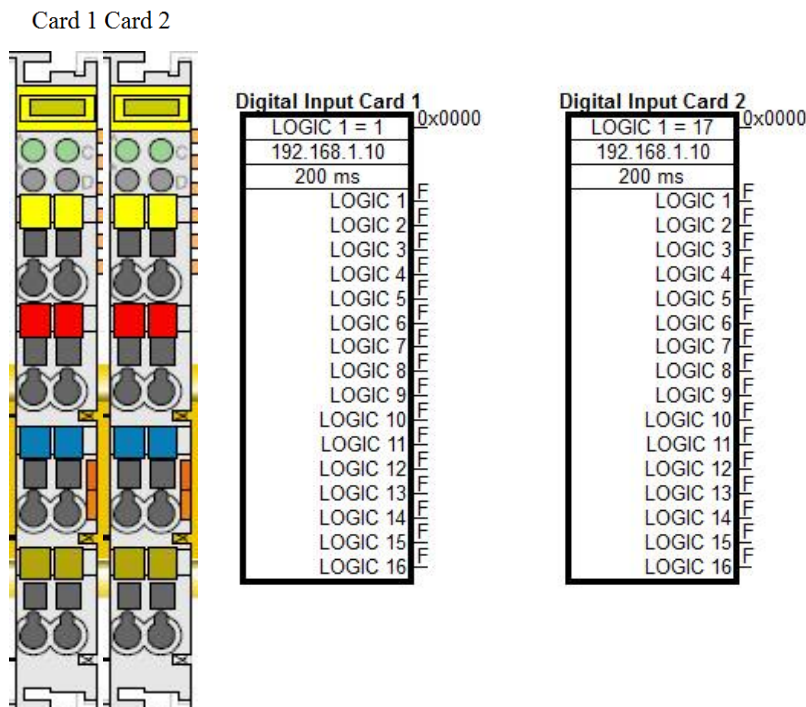 Card 1 Card 2
Digital Input Card 1
0x0000
LOGIC 1 = 1
192.168.1.10
200 ms
LOGIC 1 F
LOGIC 2 F
LOGIC 3 F
LOGIC 4 F
LOGIC 5 F
LOGIC 6 F
LOGIC 7 F
LOGIC 8 F
LOGIC 9 F
LOGIC 10 F
LOGIC 11 F
LOGIC 12 F
LOGIC 13 F
LOGIC 14 F
LOGIC 15 F
LOGIC 16 F
Digital Input Card 2
0x0000
LOGIC 1 = 17
192.168.1.10
200 ms
LOGIC 1 F
LOGIC 2 F
LOGIC 3 F
LOGIC 4 F
LOGIC 5 F
LOGIC 6 F
LOGIC 7 F
LOGIC 8 F
LOGIC 9 F
LOGIC 10 F
LOGIC 11 F
LOGIC 12 F
LOGIC 13 F
LOGIC 14 F
LOGIC 15 F
LOGIC 16 F